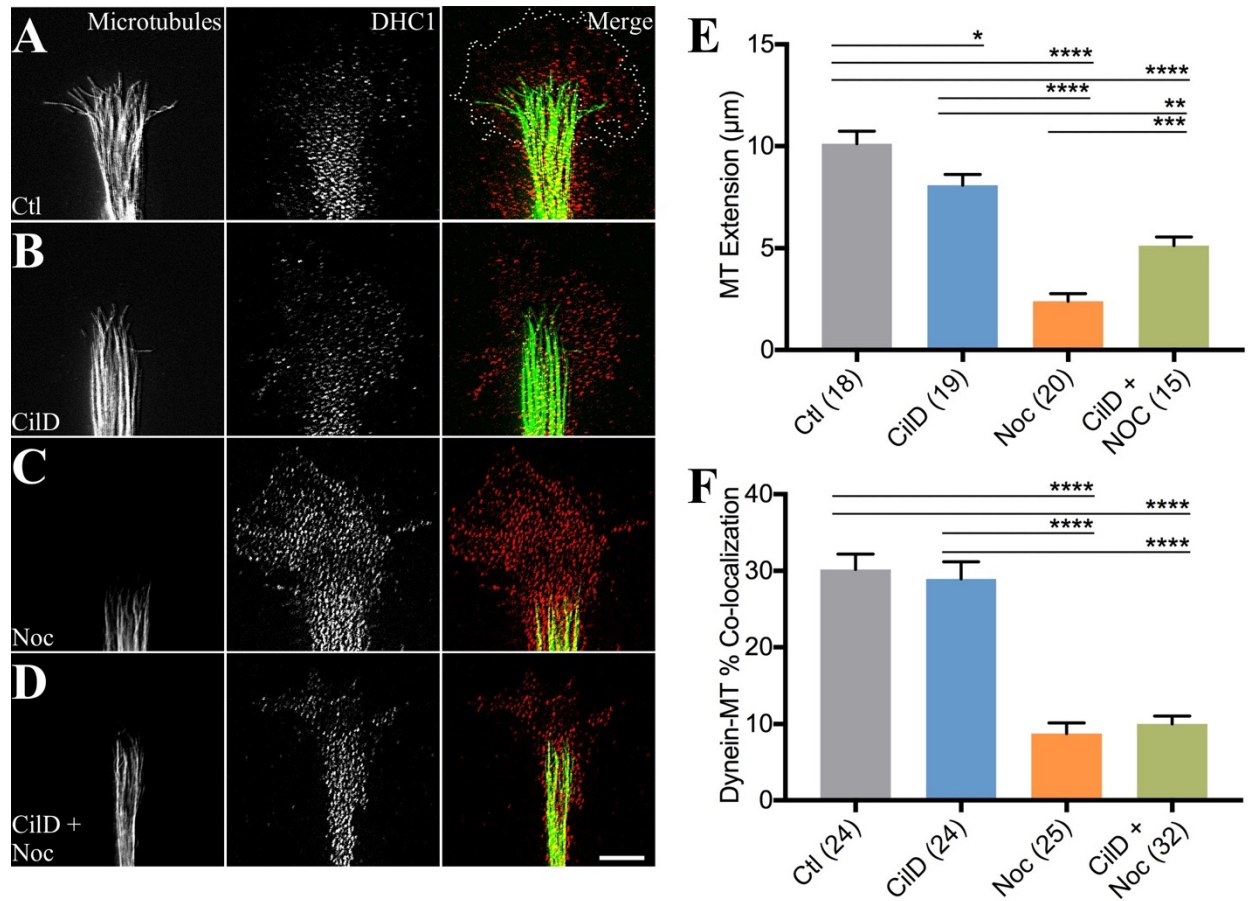 A
Microtubules
DHC1
Merge
Ctl
B
CilD
C
Noc
D
CilD +
Noc
E
MT Extension (µm)
15
10
5
0
*
****
****
****
**
***
Ctl (18)
CilD (19)
Noc (20)
CilD +
NOC (15)
F
Dynein-MT % Co-localization
40
30
20
10
0
****
****
****
****
Ctl (24)
CilD (24)
Noc (25)
CilD +
Noc (32)